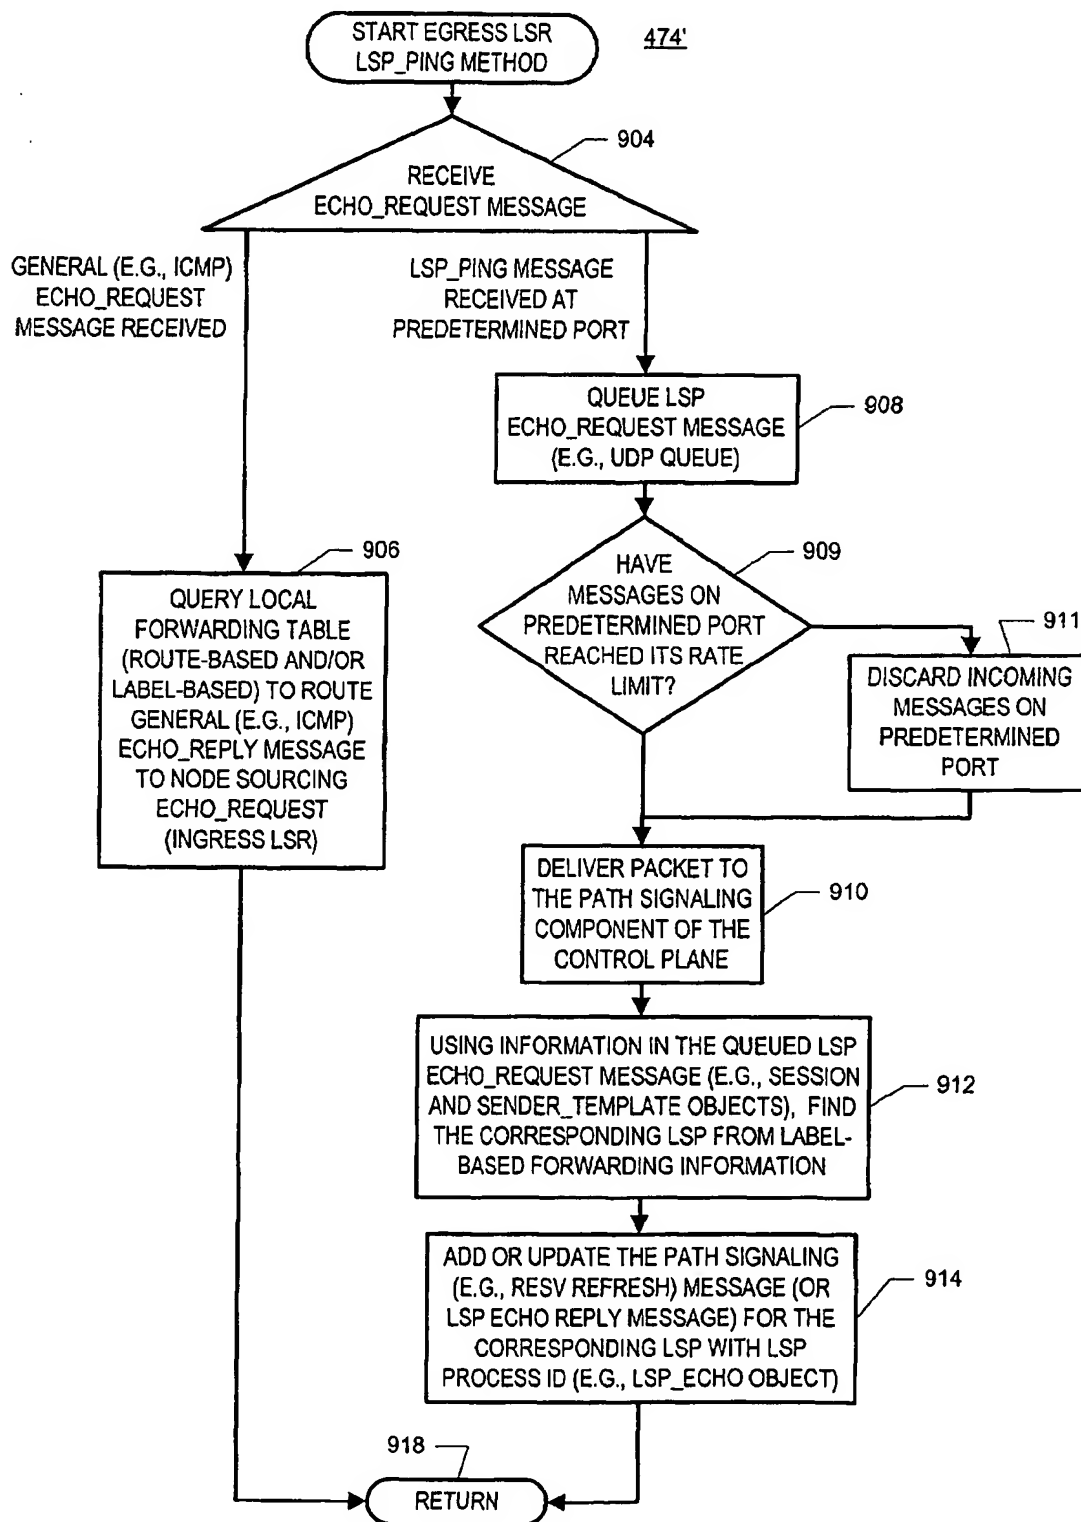 START EGRESS LSR
LSP_PING METHOD
474'
904
RECEIVE
ECHO_REQUEST MESSAGE
GENERAL (E.G., ICMP)
ECHO_REQUEST
MESSAGE RECEIVED
LSP_PING MESSAGE
RECEIVED AT
PREDETERMINED PORT
QUEUE LSP
ECHO_REQUEST MESSAGE
(E.G., UDP QUEUE)
908
906
QUERY LOCAL
FORWARDING TABLE
(ROUTE-BASED AND/OR
LABEL-BASED) TO ROUTE
GENERAL (E.G., ICMP)
ECHO_REPLY MESSAGE
TO NODE SOURCING
ECHO_REQUEST
(INGRESS LSR)
909
HAVE
MESSAGES ON
PREDETERMINED PORT
REACHED ITS RATE
LIMIT?
911
DISCARD INCOMING
MESSAGES ON
PREDETERMINED
PORT
DELIVER PACKET TO
THE PATH SIGNALING
COMPONENT OF THE
CONTROL PLANE
910
USING INFORMATION IN THE QUEUED LSP
ECHO_REQUEST MESSAGE (E.G., SESSION
AND SENDER_TEMPLATE OBJECTS), FIND
THE CORRESPONDING LSP FROM LABEL-
BASED FORWARDING INFORMATION
912
ADD OR UPDATE THE PATH SIGNALING
(E.G., RESV REFRESH) MESSAGE (OR
LSP ECHO REPLY MESSAGE) FOR THE
CORRESPONDING LSP WITH LSP
PROCESS ID (E.G., LSP_ECHO OBJECT)
914
918
RETURN